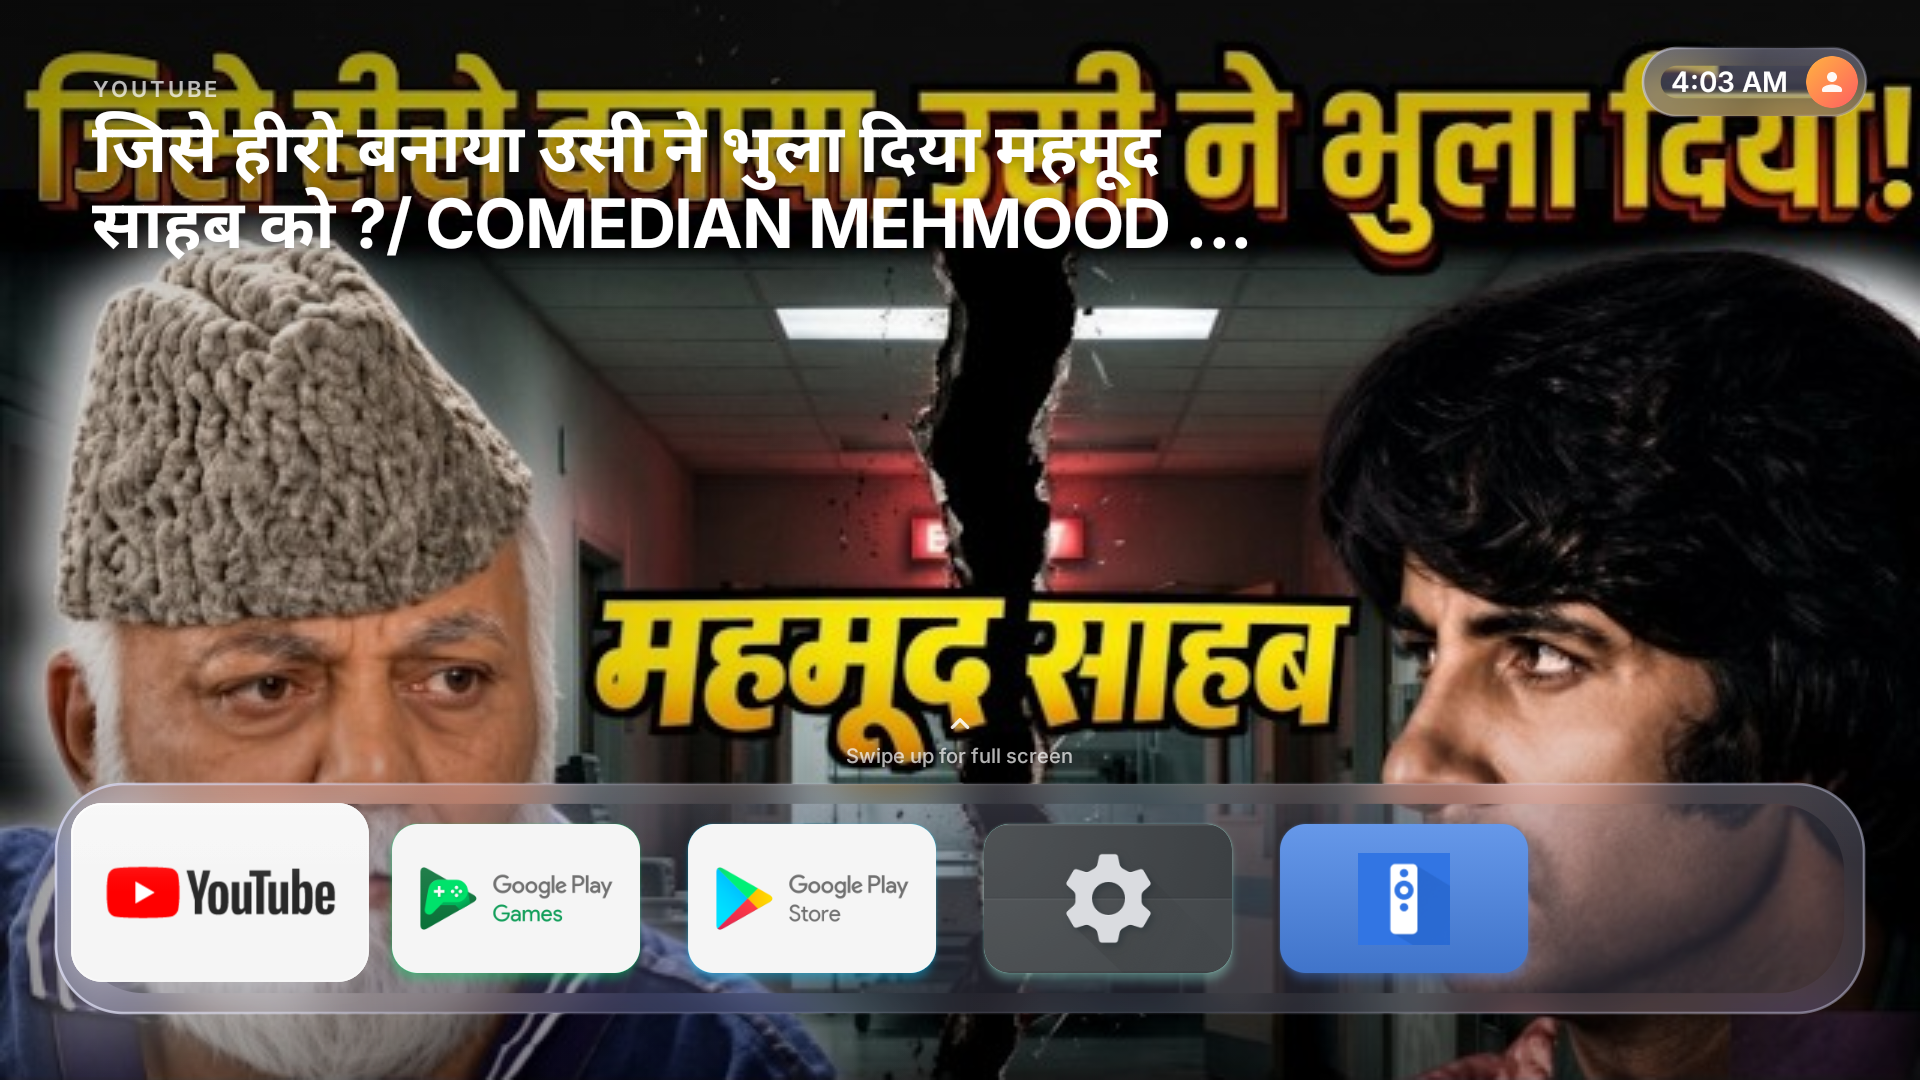 जिसे हीरो बनाया, उसी ने भुला दिया!
YOUTUBE
4:03 AM
जिसे हीरो बनाया उसी ने भुला दिया महमूद
साहब को ?/ COMEDIAN MEHMOOD ...
महमूद साहब
Swipe up for full screen
YouTube
Google Play
Games
Google Play
Store